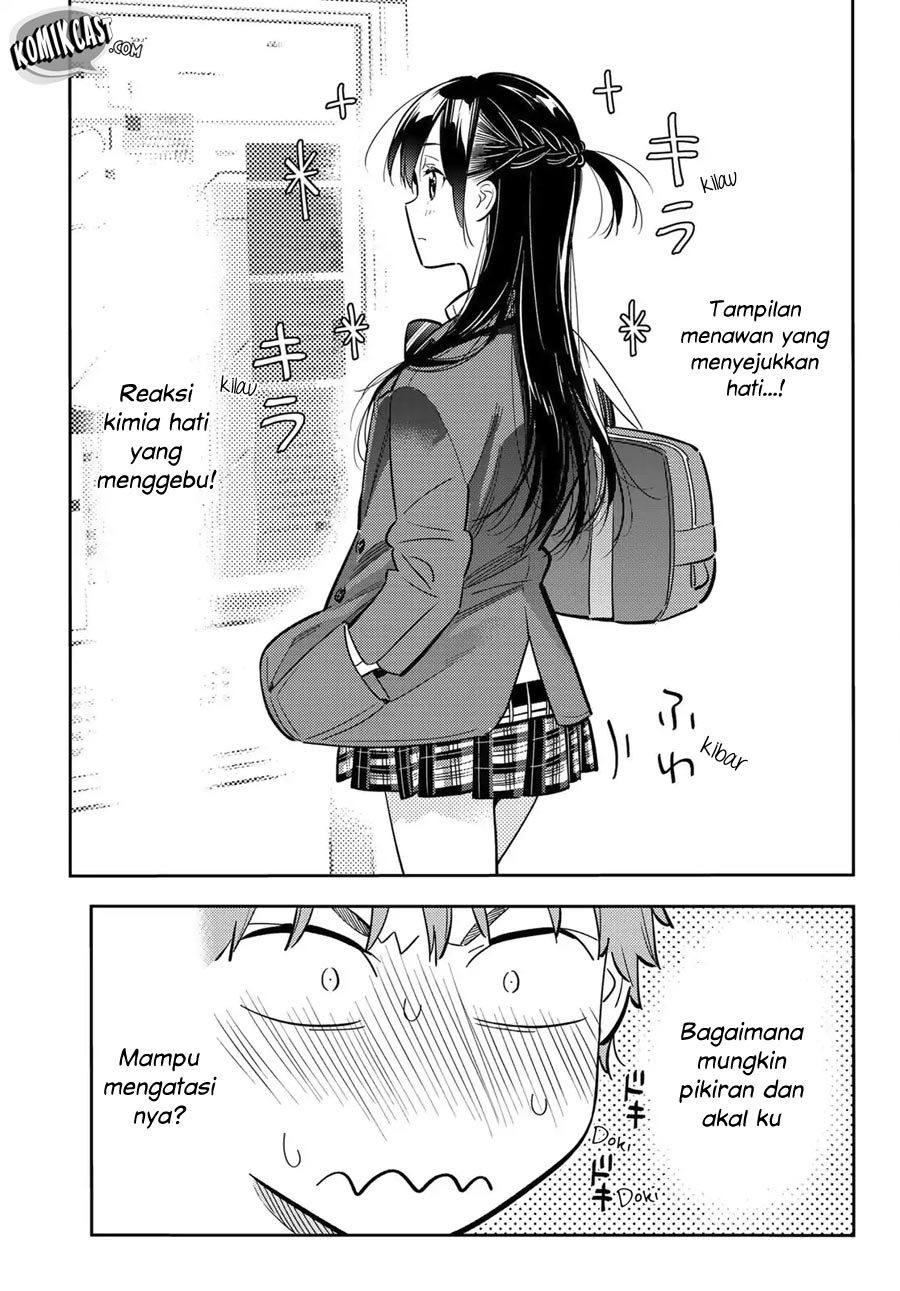 KOMIKCAST
.COM
キラ
kilau
Tampilan
menawan yang
menyejukkan
hati...!
キラ
kilau
Reaksi
kimia hati
yang
menggebu!
ふわ
kibar
Bagaimana
mungkin
pikiran dan
akal ku
ドキ
Doki
ドキ
Doki
Mampu
mengatasi
nya?